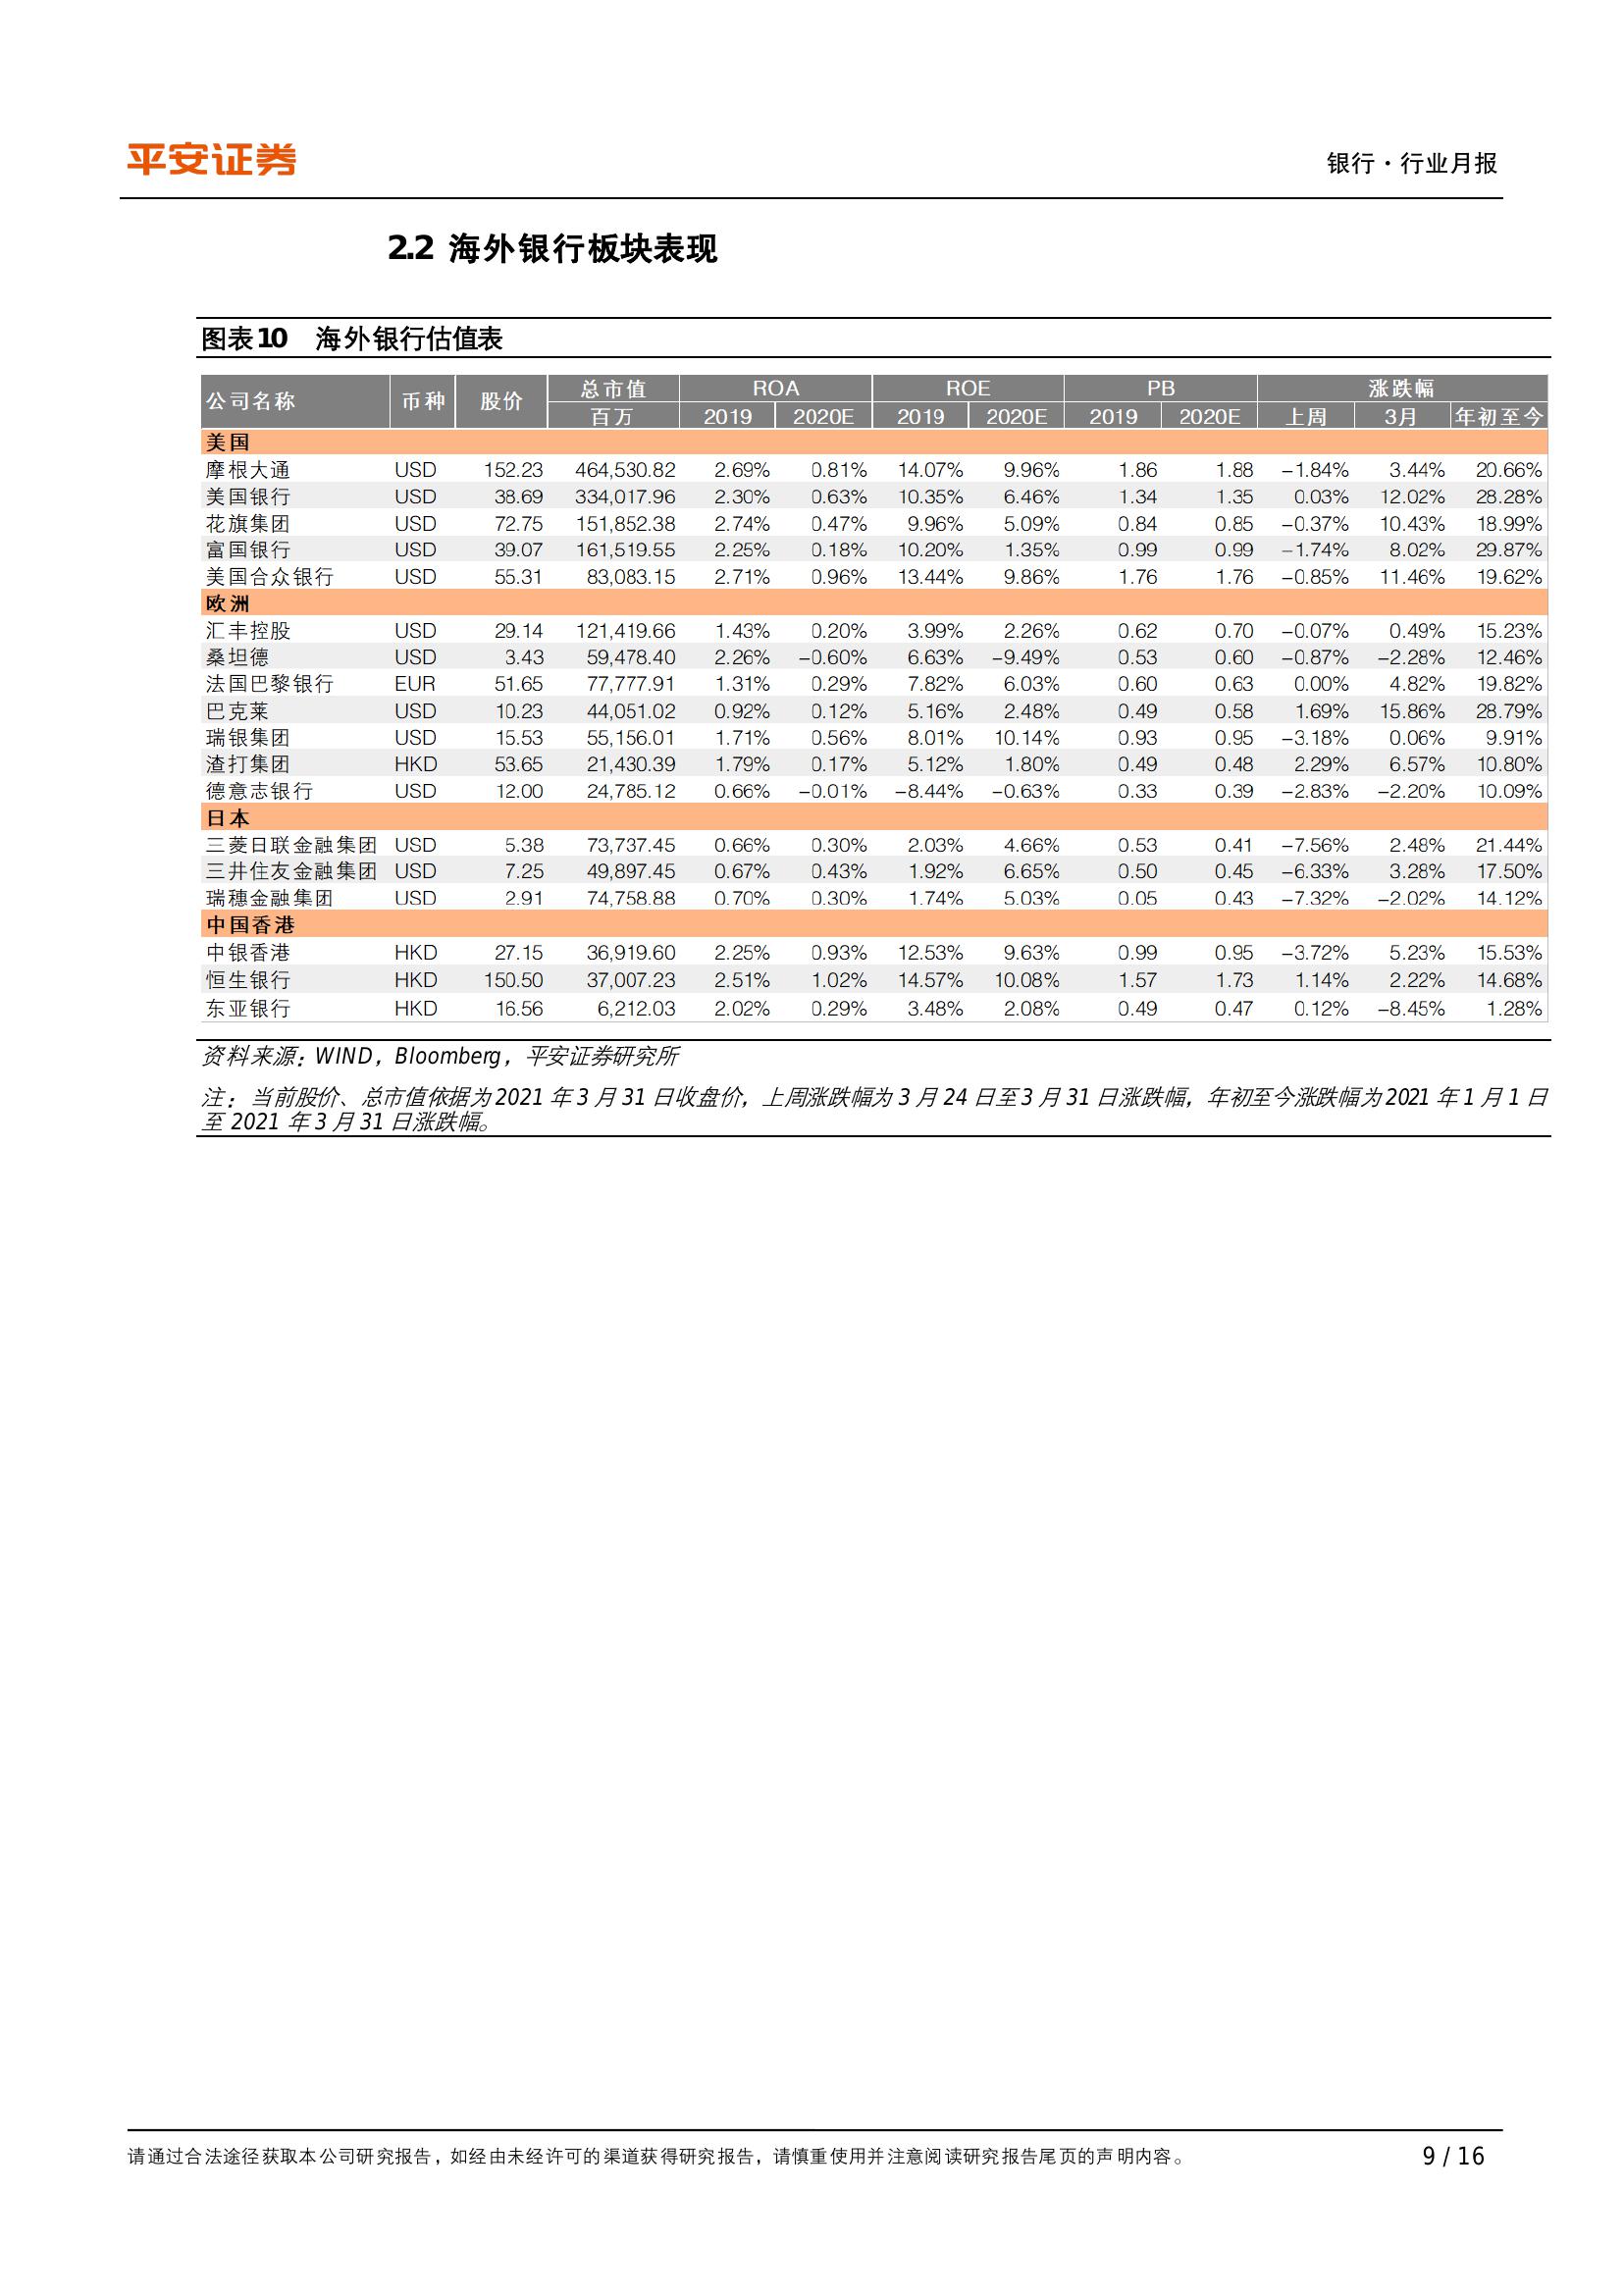 平安证券
银行·行业月报
2.2 海外银行板块表现
图表10 海外银行估值表
公司名称 币种 股价 总市值 ROA ROE PB 涨跌幅
百万 2019 2020E 2019 2020E 2019 2020E 上周 3月 年初至今
美国
摩根大通 USD 152.23 464,530.82 2.69% 0.81% 14.07% 9.96% 1.86 1.88 -1.84% 3.44% 20.66%
美国银行 USD 38.69 334,017.96 2.30% 0.63% 10.35% 6.46% 1.34 1.35 0.03% 12.02% 28.28%
花旗集团 USD 72.75 151,852.38 2.74% 0.47% 9.96% 5.09% 0.84 0.85 -0.37% 10.43% 18.99%
富国银行 USD 39.07 161,519.55 2.25% 0.18% 10.20% 1.35% 0.99 0.99 -1.74% 8.02% 29.87%
美国合众银行 USD 55.31 83,083.15 2.71% 0.96% 13.44% 9.86% 1.76 1.76 -0.85% 11.46% 19.62%
欧洲
汇丰控股 USD 29.14 121,419.66 1.43% 0.20% 3.99% 2.26% 0.62 0.70 -0.07% 0.49% 15.23%
桑坦德 USD 3.43 59,478.40 2.26% -0.60% 6.63% -9.49% 0.53 0.60 -0.87% -2.28% 12.46%
法国巴黎银行 EUR 51.65 77,777.91 1.31% 0.29% 7.82% 6.03% 0.60 0.63 0.00% 4.82% 19.82%
巴克莱 USD 10.23 44,051.02 0.92% 0.12% 5.16% 2.48% 0.49 0.58 1.69% 15.86% 28.79%
瑞银集团 USD 15.53 55,156.01 1.71% 0.56% 8.01% 10.14% 0.93 0.95 -3.18% 0.06% 9.91%
渣打集团 HKD 53.65 21,430.39 1.79% 0.17% 5.12% 1.80% 0.49 0.48 2.29% 6.57% 10.80%
德意志银行 USD 12.00 24,785.12 0.66% -0.01% -8.44% -0.63% 0.33 0.39 -2.83% -2.20% 10.09%
日本
三菱日联金融集团 USD 5.38 73,737.45 0.66% 0.30% 2.03% 4.66% 0.53 0.41 -7.56% 2.48% 21.44%
三井住友金融集团 USD 7.25 49,897.45 0.67% 0.43% 1.92% 6.65% 0.50 0.45 -6.33% 3.28% 17.50%
瑞穗金融集团 USD 2.91 74,758.88 0.70% 0.30% 1.74% 5.03% 0.05 0.43 -7.32% -2.02% 14.12%
中国香港
中银香港 HKD 27.15 36,919.60 2.25% 0.93% 12.53% 9.63% 0.99 0.95 -3.72% 5.23% 15.53%
恒生银行 HKD 150.50 37,007.23 2.51% 1.02% 14.57% 10.08% 1.57 1.73 1.14% 2.22% 14.68%
东亚银行 HKD 16.56 6,212.03 2.02% 0.29% 3.48% 2.08% 0.49 0.47 0.12% -8.45% 1.28%
资料来源：WIND，Bloomberg，平安证券研究所
注：当前股价、总市值依据为2021年3月31日收盘价，上周涨跌幅为3月24日至3月31日涨跌幅，年初至今涨跌幅为2021年1月1日
至2021年3月31日涨跌幅。
请通过合法途径获取本公司研究报告，如经由未经许可的渠道获得研究报告，请慎重使用并注意阅读研究报告尾页的声明内容。
9 / 16